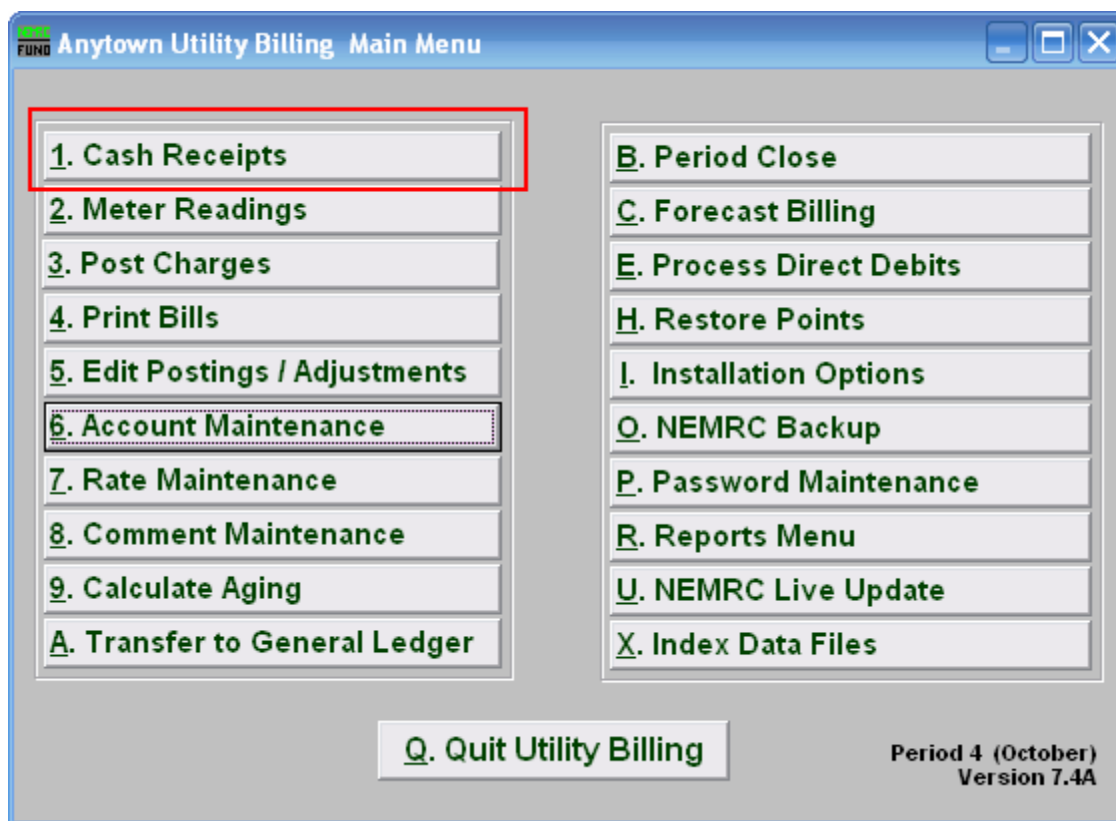 NEMRC
FUND
Anytown Utility Billing Main Menu
1. Cash Receipts
2. Meter Readings
3. Post Charges
4. Print Bills
5. Edit Postings / Adjustments
6. Account Maintenance
7. Rate Maintenance
8. Comment Maintenance
9. Calculate Aging
A. Transfer to General Ledger
B. Period Close
C. Forecast Billing
E. Process Direct Debits
H. Restore Points
I. Installation Options
O. NEMRC Backup
P. Password Maintenance
R. Reports Menu
U. NEMRC Live Update
X. Index Data Files
Q. Quit Utility Billing
Period 4 (October)
Version 7.4A